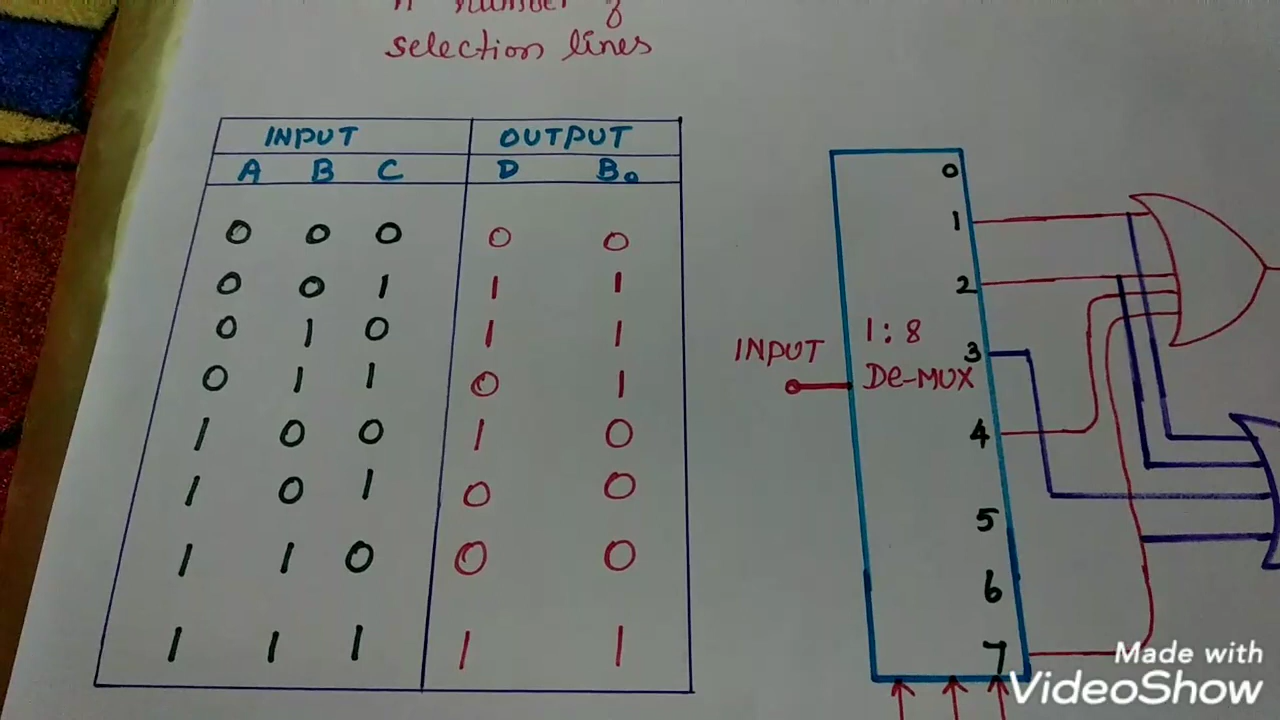 n number of
selection lines
INPUT OUTPUT
A B C D B₀
0 0 0 0 0
0 0 1 1 1
0 1 0 1 1
0 1 1 0 1
1 0 0 1 0
1 0 1 0 0
1 1 0 0 0
1 1 1 1 1
0
1
2
1:8
3
INPUT
De-MUX
4
5
6
7
Made with
VideoShow